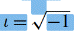 ι = √−1